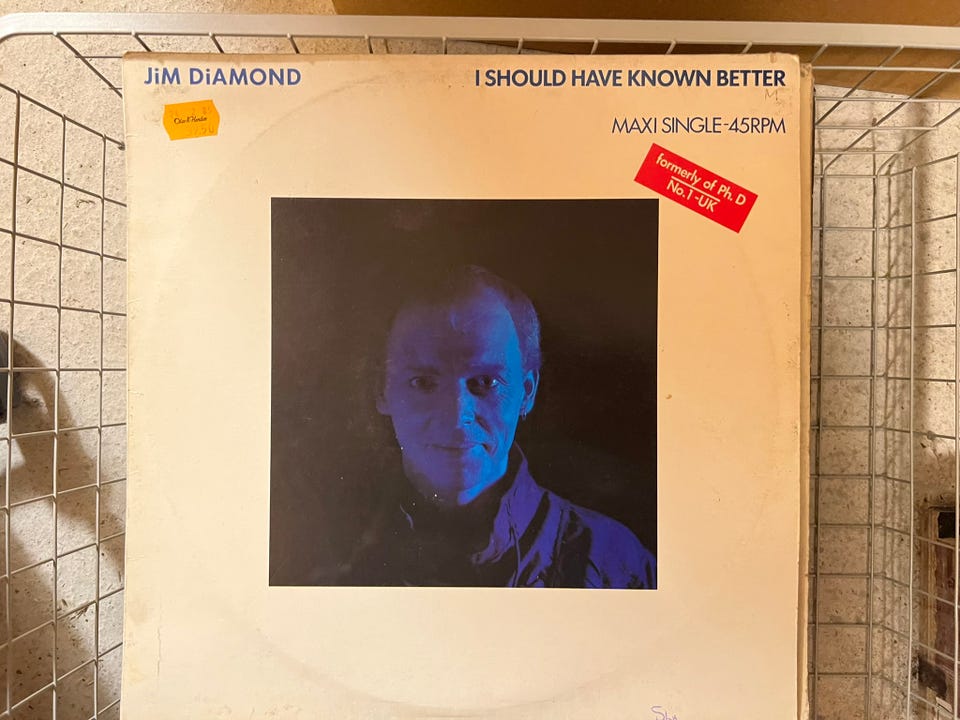 JiM DiAMOND
I SHOULD HAVE KNOWN BETTER
MAXI SINGLE-45RPM
formerly of Ph. D
No. 1-UK